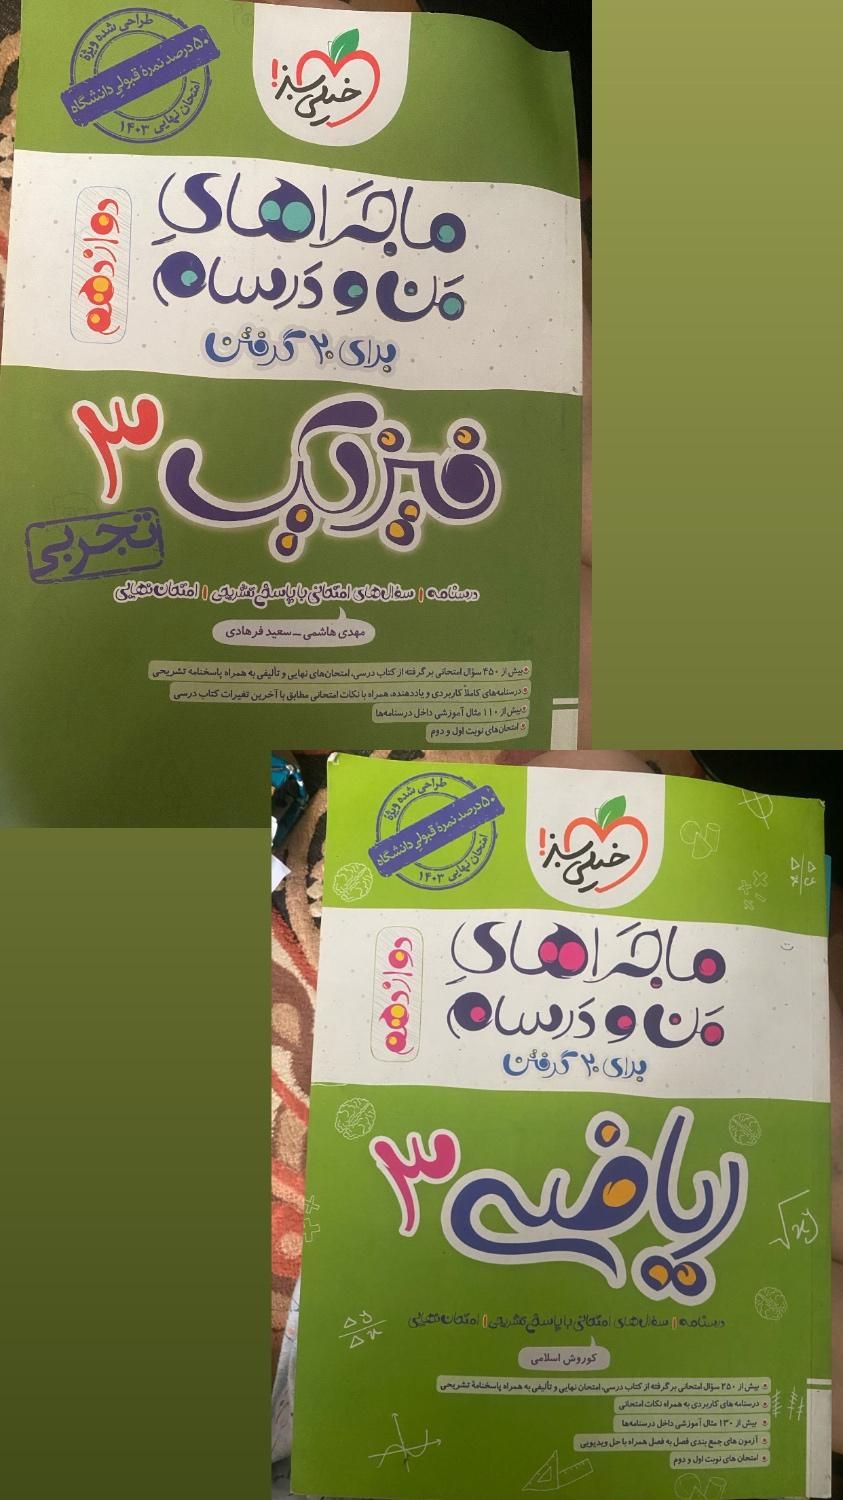 طراحی شده ویژهٔ
۵۰ درصد نمرهٔ قبولی دانشگاه
امتحان نهایی ۱۴۰۳
خیلی سبز!
ماجراهای
من و درسام
برای ۲۰ گرفتن
دوازدهم
فیزیک ۳
تجربی
درسنامه | سؤال‌های امتحانی با پاسخ تشریحی | امتحان نهایی
مهدی هاشمی - سعید فرهادی
بیش از ۴۵۰ سؤال امتحانی برگرفته از کتاب درسی، امتحان‌های نهایی و تألیفی به همراه پاسخنامه تشریحی
درسنامه‌های کاملاً کاربردی و یاددهنده، همراه با نکات امتحانی مطابق با آخرین تغییرات کتاب درسی
بیش از ۱۱۰ مثال آموزشی داخل درسنامه‌ها
امتحان‌های نوبت اول و دوم
طراحی شده ویژهٔ
۵۰ درصد نمرهٔ قبولی دانشگاه
امتحان نهایی ۱۴۰۳
خیلی سبز!
ماجراهای
من و درسام
برای ۲۰ گرفتن
دوازدهم
ریاضی ۳
درسنامه | سؤال‌های امتحانی با پاسخ تشریحی | امتحان نهایی
کوروش اسلامی
بیش از ۲۵۰ سؤال امتحانی برگرفته از کتاب درسی، امتحان نهایی و تألیفی به همراه پاسخنامهٔ تشریحی
درسنامه های کاربردی به همراه نکات امتحانی
بیش از ۱۳۰ مثال آموزشی داخل درسنامه‌ها
آزمون های جمع بندی فصل به فصل همراه با حل ویدیویی
امتحان های نوبت اول و دوم